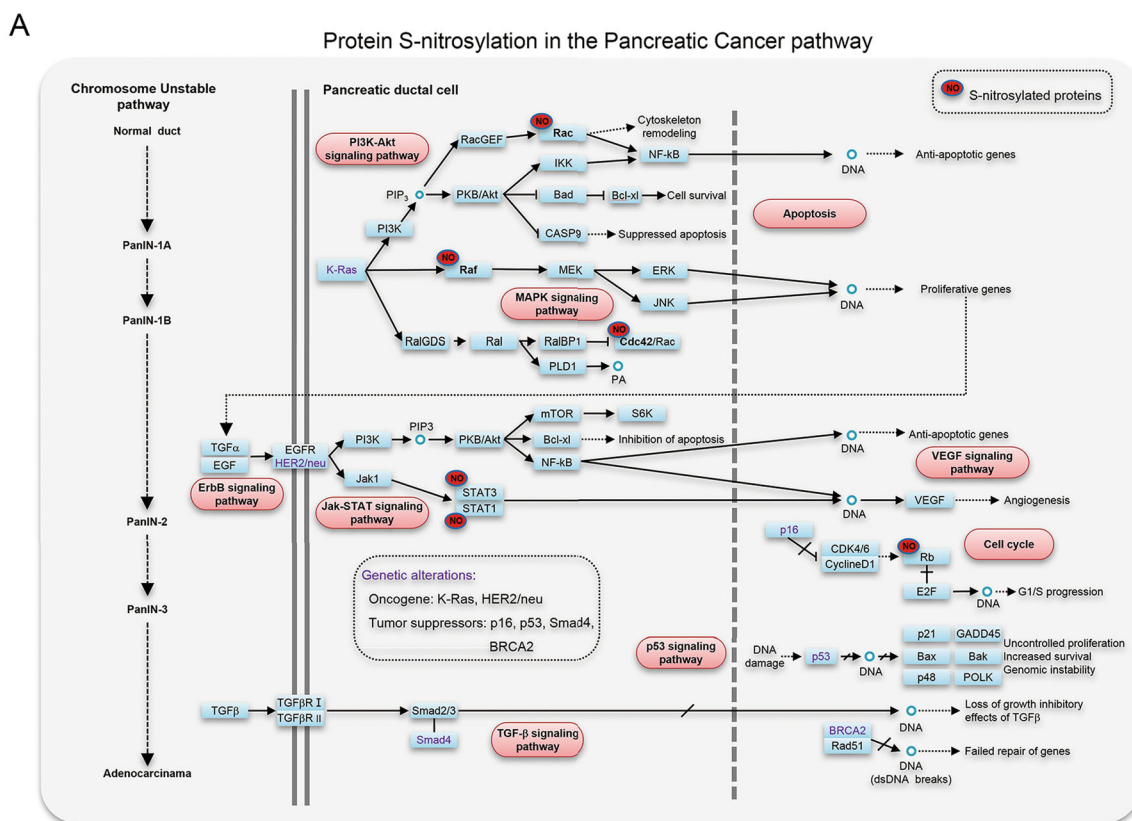 A
Protein S-nitrosylation in the Pancreatic Cancer pathway
Chromosome Unstable
pathway
Normal duct
PanIN-1A
PanIN-1B
PanIN-2
PanIN-3
Adenocarcinama
Pancreatic ductal cell
NO
S-nitrosylated proteins
PI3K-Akt
signaling pathway
RacGEF
NO
Rac
Cytoskeleton
remodeling
IKK
NF-kB
DNA
Anti-apoptotic genes
PIP3
PKB/Akt
Bad
Bcl-xl
Cell survival
Apoptosis
PI3K
CASP9
Suppressed apoptosis
K-Ras
NO
Raf
MEK
ERK
JNK
DNA
Proliferative genes
MAPK signaling
pathway
RalGDS
Ral
RalBP1
NO
Cdc42/Rac
PLD1
PA
TGFα
EGF
EGFR
HER2/neu
ErbB signaling
pathway
PI3K
PIP3
PKB/Akt
mTOR
S6K
Bcl-xl
Inhibition of apoptosis
NF-kB
DNA
Anti-apoptotic genes
VEGF signaling
pathway
Jak1
Jak-STAT signaling
pathway
NO
STAT3
STAT1
NO
DNA
VEGF
Angiogenesis
p16
CDK4/6
CyclineD1
NO
Rb
Cell cycle
E2F
DNA
G1/S progression
Genetic alterations:
Oncogene: K-Ras, HER2/neu
Tumor suppressors: p16, p53, Smad4,
BRCA2
p53 signaling
pathway
DNA
damage
p53
DNA
p21
GADD45
Bax
Bak
p48
POLK
Uncontrolled proliferation
Increased survival
Genomic instability
TGFβ
TGFβR I
TGFβR II
Smad2/3
Smad4
TGF-β signaling
pathway
DNA
Loss of growth inhibitory
effects of TGFβ
BRCA2
Rad51
DNA
(dsDNA breaks)
Failed repair of genes